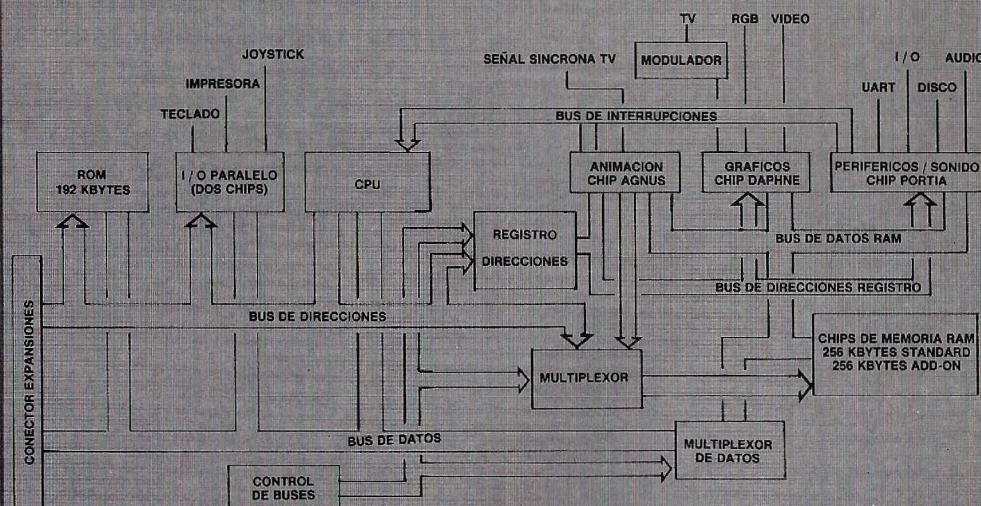 TV
RGB
VIDEO
JOYSTICK
SEÑAL SINCRONA TV
MODULADOR
I / O
AUDIO
IMPRESORA
UART
DISCO
TECLADO
BUS DE INTERRUPCIONES
ROM
192 KBYTES
I / O PARALELO
(DOS CHIPS)
CPU
ANIMACION
CHIP AGNUS
GRAFICOS
CHIP DAPHNE
PERIFERICOS / SONIDO
CHIP PORTIA
REGISTRO
DIRECCIONES
BUS DE DATOS RAM
BUS DE DIRECCIONES REGISTRO
BUS DE DIRECCIONES
CONECTOR EXPANSIONES
CHIPS DE MEMORIA RAM
256 KBYTES STANDARD
256 KBYTES ADD-ON
MULTIPLEXOR
BUS DE DATOS
MULTIPLEXOR
DE DATOS
CONTROL
DE BUSES